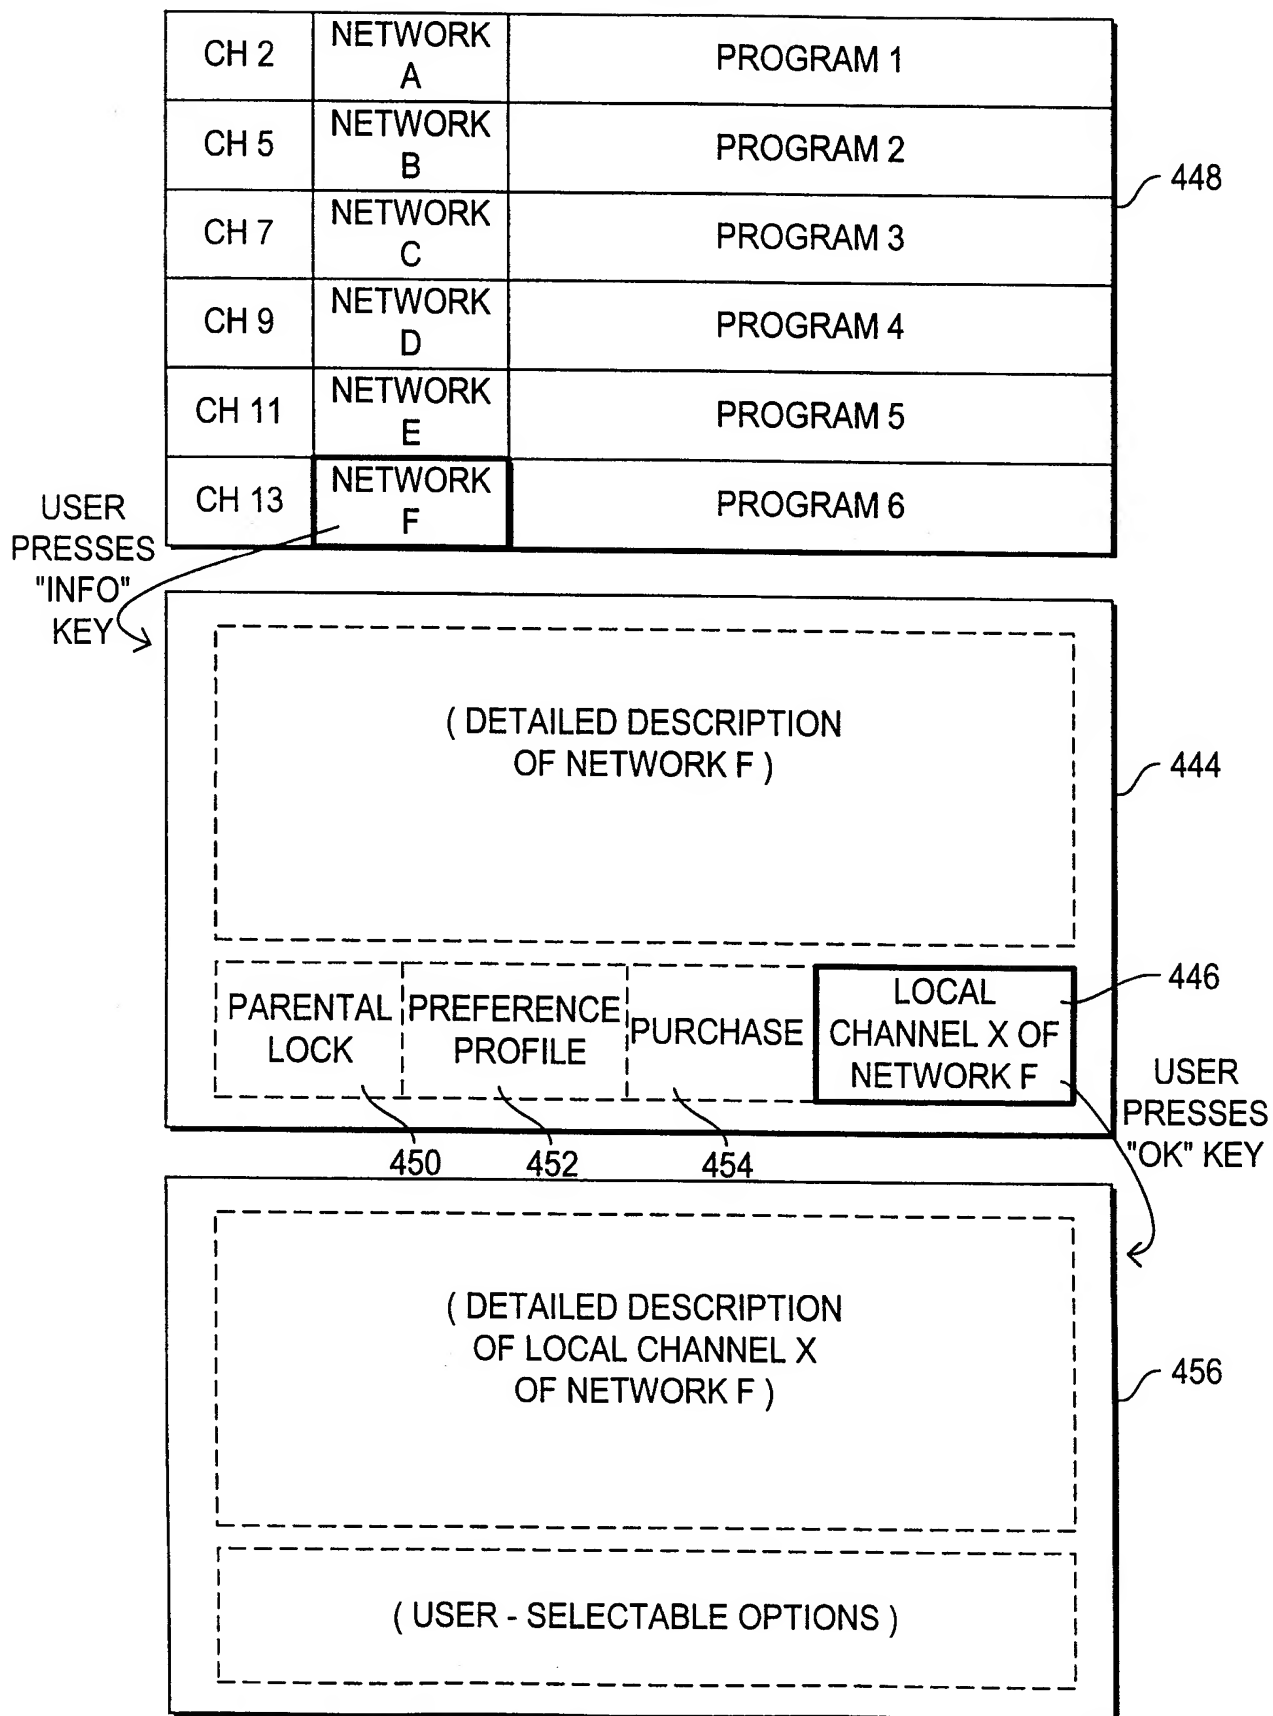 CH 2 NETWORK A PROGRAM 1
CH 5 NETWORK B PROGRAM 2
448
CH 7 NETWORK C PROGRAM 3
CH 9 NETWORK D PROGRAM 4
CH 11 NETWORK E PROGRAM 5
CH 13 NETWORK F PROGRAM 6
USER
PRESSES
"INFO"
KEY
( DETAILED DESCRIPTION
OF NETWORK F )
444
PARENTAL
LOCK
PREFERENCE
PROFILE
PURCHASE
LOCAL
CHANNEL X OF
NETWORK F
446
USER
PRESSES
"OK" KEY
450
452
454
( DETAILED DESCRIPTION
OF LOCAL CHANNEL X
OF NETWORK F )
456
( USER - SELECTABLE OPTIONS )